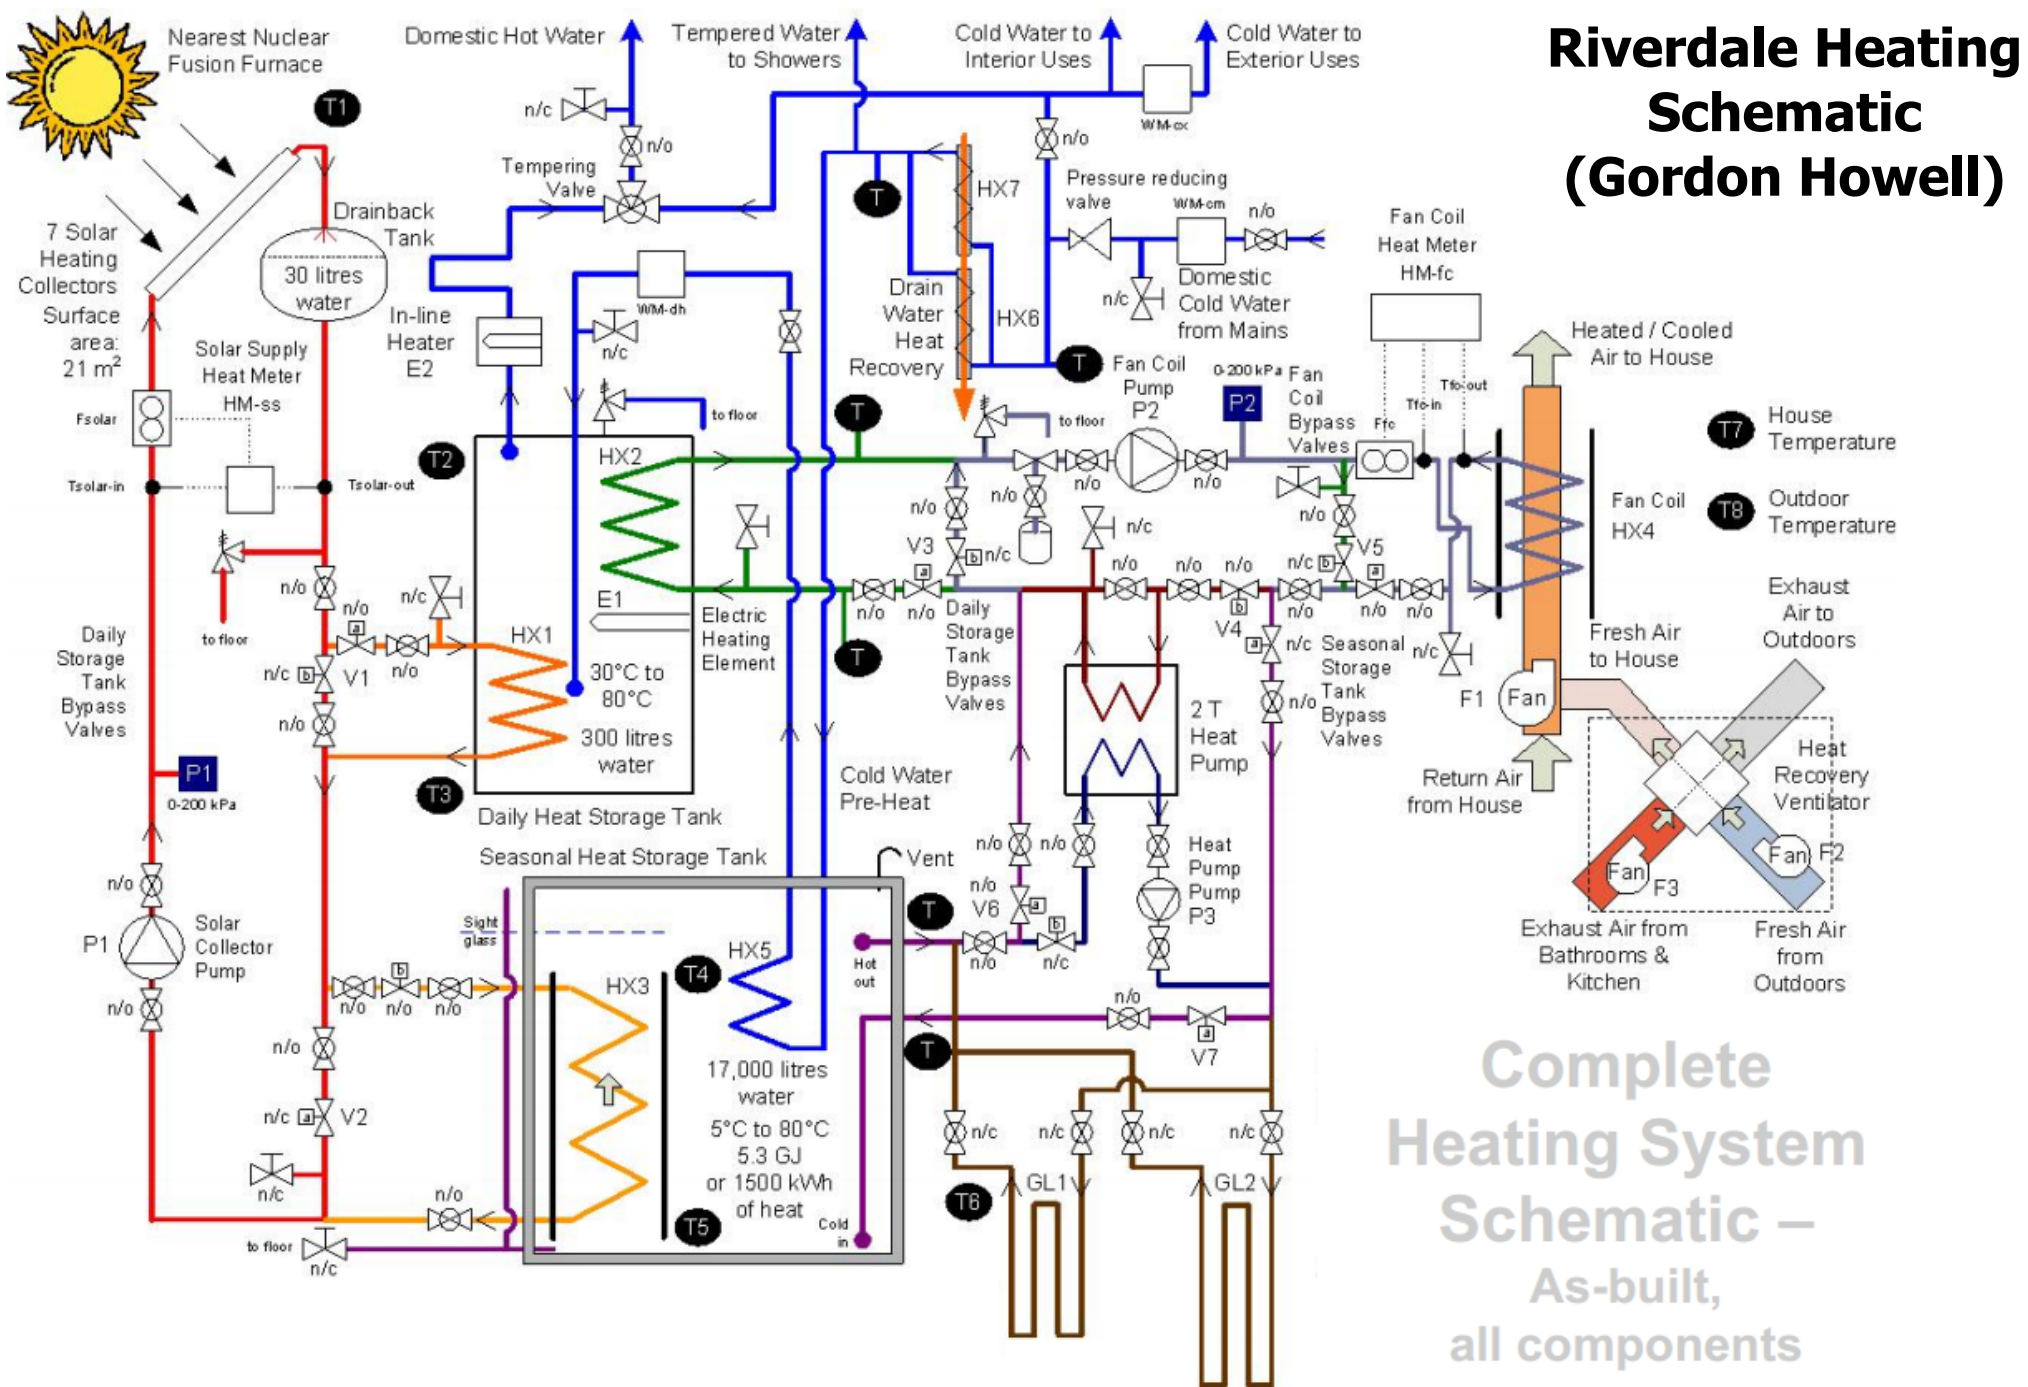 Riverdale Heating
Schematic
(Gordon Howell)
Nearest Nuclear
Fusion Furnace
T1
Domestic Hot Water
Tempered Water
to Showers
Cold Water to
Interior Uses
Cold Water to
Exterior Uses
n/c
n/o
WM-cx
n/o
Tempering
Valve
T
HX7
Pressure reducing
valve
WM-cm
n/o
Fan Coil
Heat Meter
HM-fc
7 Solar
Heating
Collectors
Surface
area:
21 m²
Drainback
Tank
30 litres
water
In-line
Heater
E2
WM-dh
n/c
Drain
Water
Heat
Recovery
HX6
n/c
Domestic
Cold Water
from Mains
T
Heated / Cooled
Air to House
Solar Supply
Heat Meter
HM-ss
Fsolar
Tsolar-in
Tsolar-out
to floor
T2
HX2
to floor
T
to floor
Fan Coil
Pump
P2
0-200 kPa
P2
Fan
Coil
Bypass
Valves
Ffc
Tfc-in
Tfc-out
T7
House
Temperature
T8
Outdoor
Temperature
Fan Coil
HX4
n/o
n/o
n/o
n/o
n/o
V3
b
n/c
n/c
n/o
n/c
b
V5
n/o
n/o
a
n/c
n/o
a
n/o
n/o
n/o
n/o
n/o
b
V4
n/o
a
n/o
n/o
n/o
a
n/c
b
V1
n/o
n/o
Daily
Storage
Tank
Bypass
Valves
HX1
E1
Electric
Heating
Element
30°C to
80°C
300 litres
water
T
Daily
Storage
Tank
Bypass
Valves
a
n/c
n/o
Seasonal
Storage
Tank
Bypass
Valves
n/c
2 T
Heat
Pump
Fresh Air
to House
Exhaust
Air to
Outdoors
F1
Fan
Return Air
from House
Heat
Recovery
Ventilator
Fan
F2
Fan
F3
Exhaust Air from
Bathrooms &
Kitchen
Fresh Air
from
Outdoors
P1
0-200 kPa
T3
Daily Heat Storage Tank
Cold Water
Pre-Heat
Seasonal Heat Storage Tank
Vent
n/o
n/o
n/o
Heat
Pump
Pump
P3
n/o
V6
a
b
n/o
n/c
n/o
P1
Solar
Collector
Pump
n/o
Sight
glass
T
Hot
out
T4
HX5
HX3
b
n/o
n/o
n/o
n/o
n/o
a
V7
T
17,000 litres
water
5°C to 80°C
5.3 GJ
or 1500 kWh
of heat
n/c
a
V2
n/c
n/o
to floor
n/c
T5
Cold
in
n/c
n/c
n/c
n/c
T6
GL1
GL2
Complete
Heating System
Schematic –
As-built,
all components